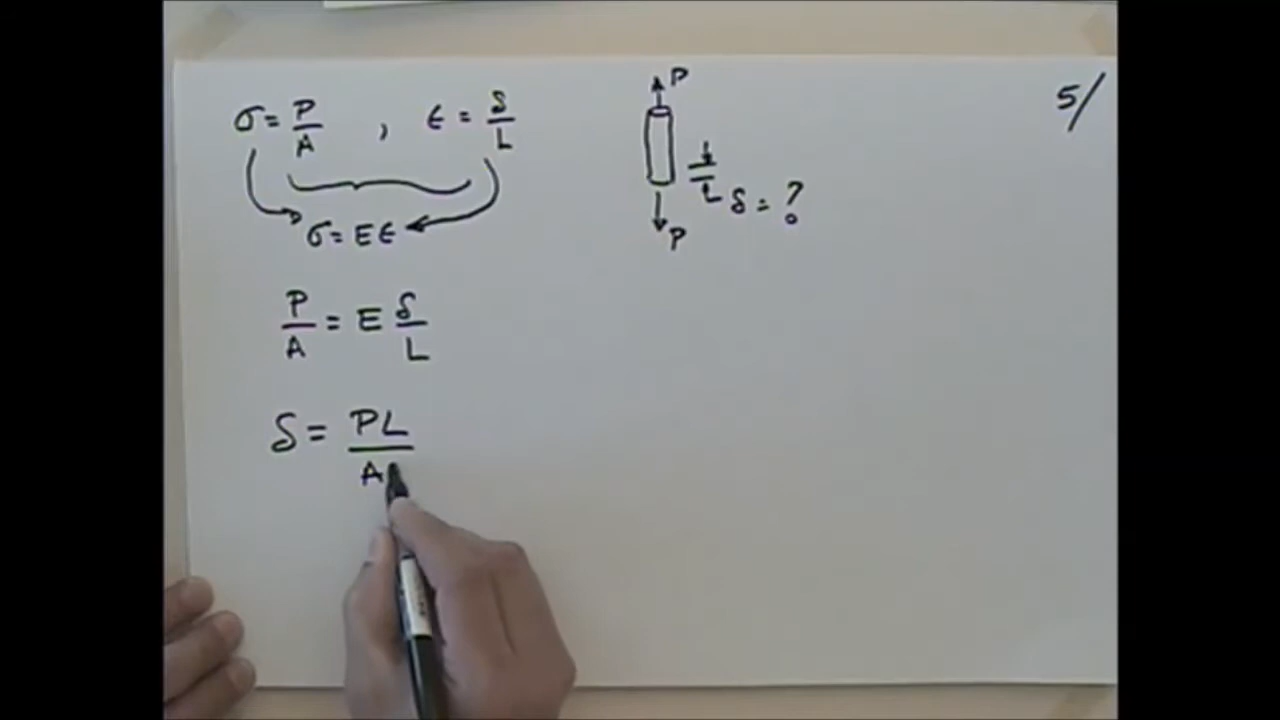 σ = P/A , ϵ = δ/L
σ = Eϵ
P/A = E δ/L
δ = PL/A
P
δ = ?
P
5/